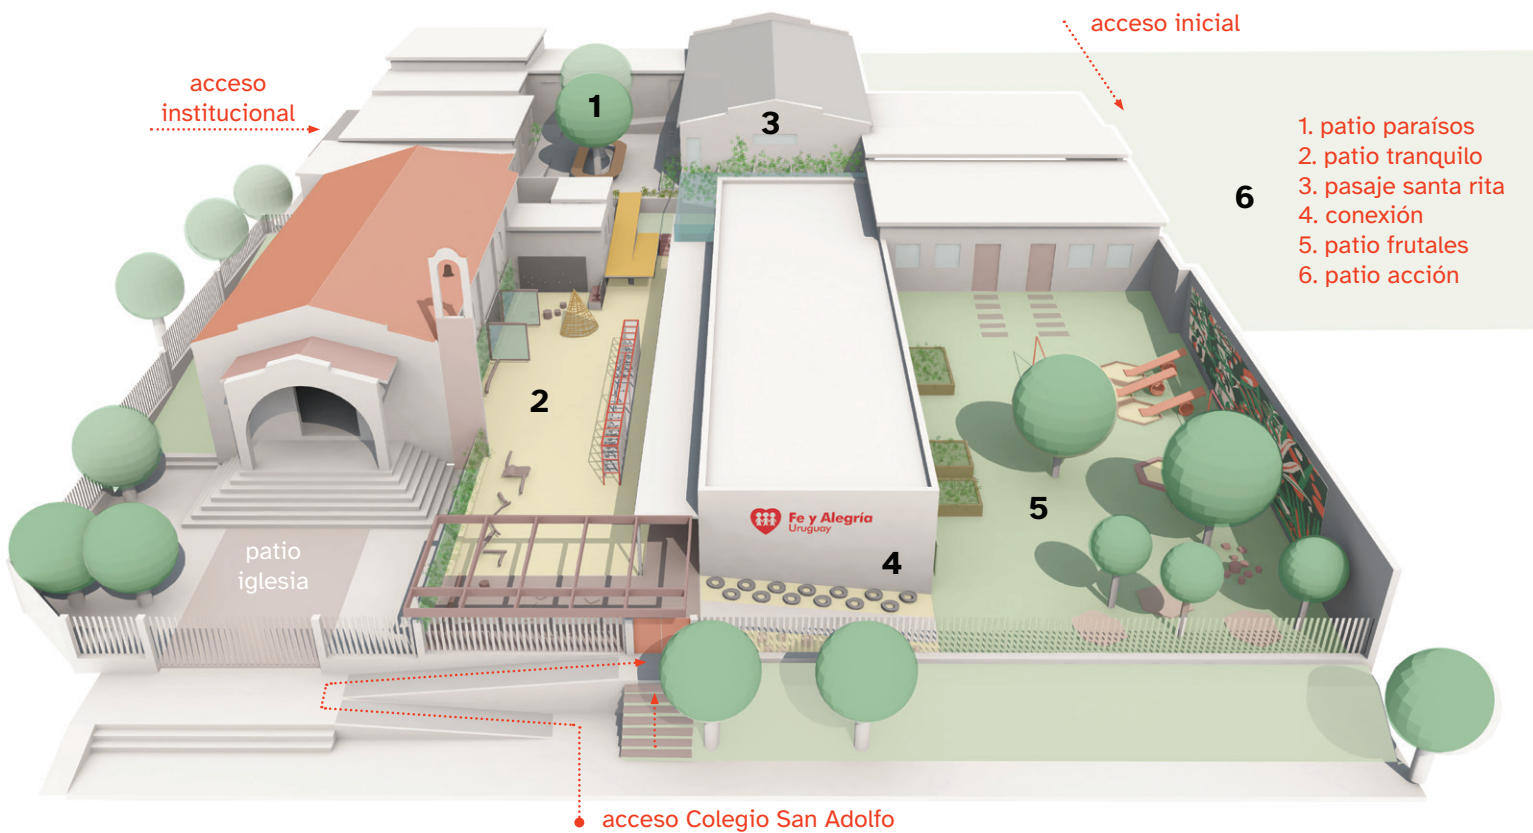 acceso inicial
acceso
institucional
1
3
1. patio paraísos
2. patio tranquilo
3. pasaje santa rita
4. conexión
5. patio frutales
6. patio acción
6
2
5
Fe y Alegría
Uruguay
4
patio
iglesia
acceso Colegio San Adolfo